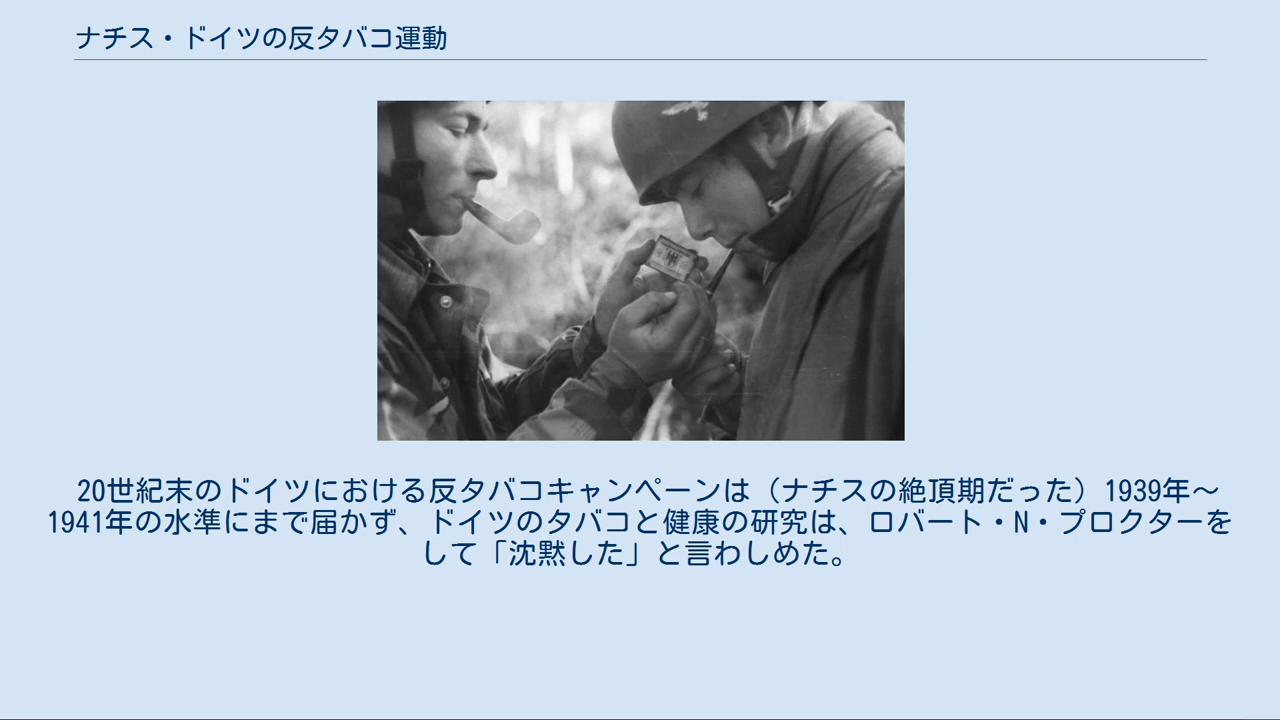 ナチス・ドイツの反タバコ運動
20世紀末のドイツにおける反タバコキャンペーンは（ナチスの絶頂期だった）1939年～
1941年の水準にまで届かず、ドイツのタバコと健康の研究は、ロバート・N・プロクターを
して「沈黙した」と言わしめた。